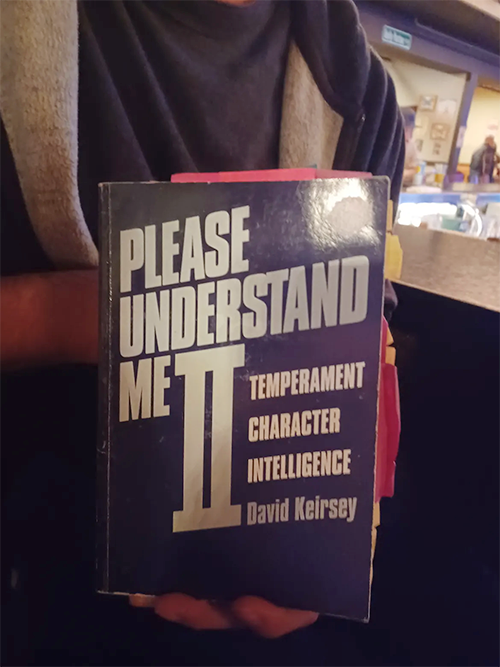 PLEASE
UNDERSTAND
ME II
TEMPERAMENT
CHARACTER
INTELLIGENCE
David Keirsey